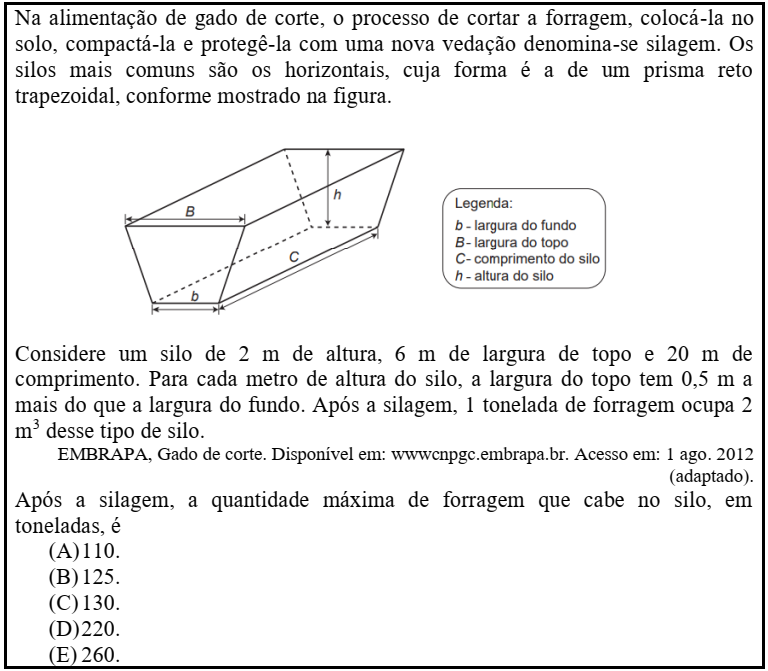 Na alimentação de gado de corte, o processo de cortar a forragem, colocá-la no
solo, compactá-la e protegê-la com uma nova vedação denomina-se silagem. Os
silos mais comuns são os horizontais, cuja forma é a de um prisma reto
trapezoidal, conforme mostrado na figura.
B
h
C
b
Legenda:
b - largura do fundo
B - largura do topo
C- comprimento do silo
h - altura do silo
Considere um silo de 2 m de altura, 6 m de largura de topo e 20 m de
comprimento. Para cada metro de altura do silo, a largura do topo tem 0,5 m a
mais do que a largura do fundo. Após a silagem, 1 tonelada de forragem ocupa 2
m³ desse tipo de silo.
EMBRAPA, Gado de corte. Disponível em: wwwcnpgc.embrapa.br. Acesso em: 1 ago. 2012
(adaptado).
Após a silagem, a quantidade máxima de forragem que cabe no silo, em
toneladas, é
(A) 110.
(B) 125.
(C) 130.
(D) 220.
(E) 260.